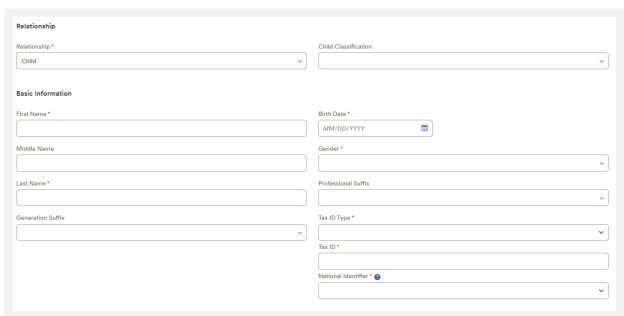 Relationship
Relationship *
Child
Child Classification
Basic Information
First Name *
Birth Date *
MM/DD/YYYY
Middle Name
Gender *
Last Name *
Professional Suffix
Generation Suffix
Tax ID Type *
Tax ID *
National Identifier * ?